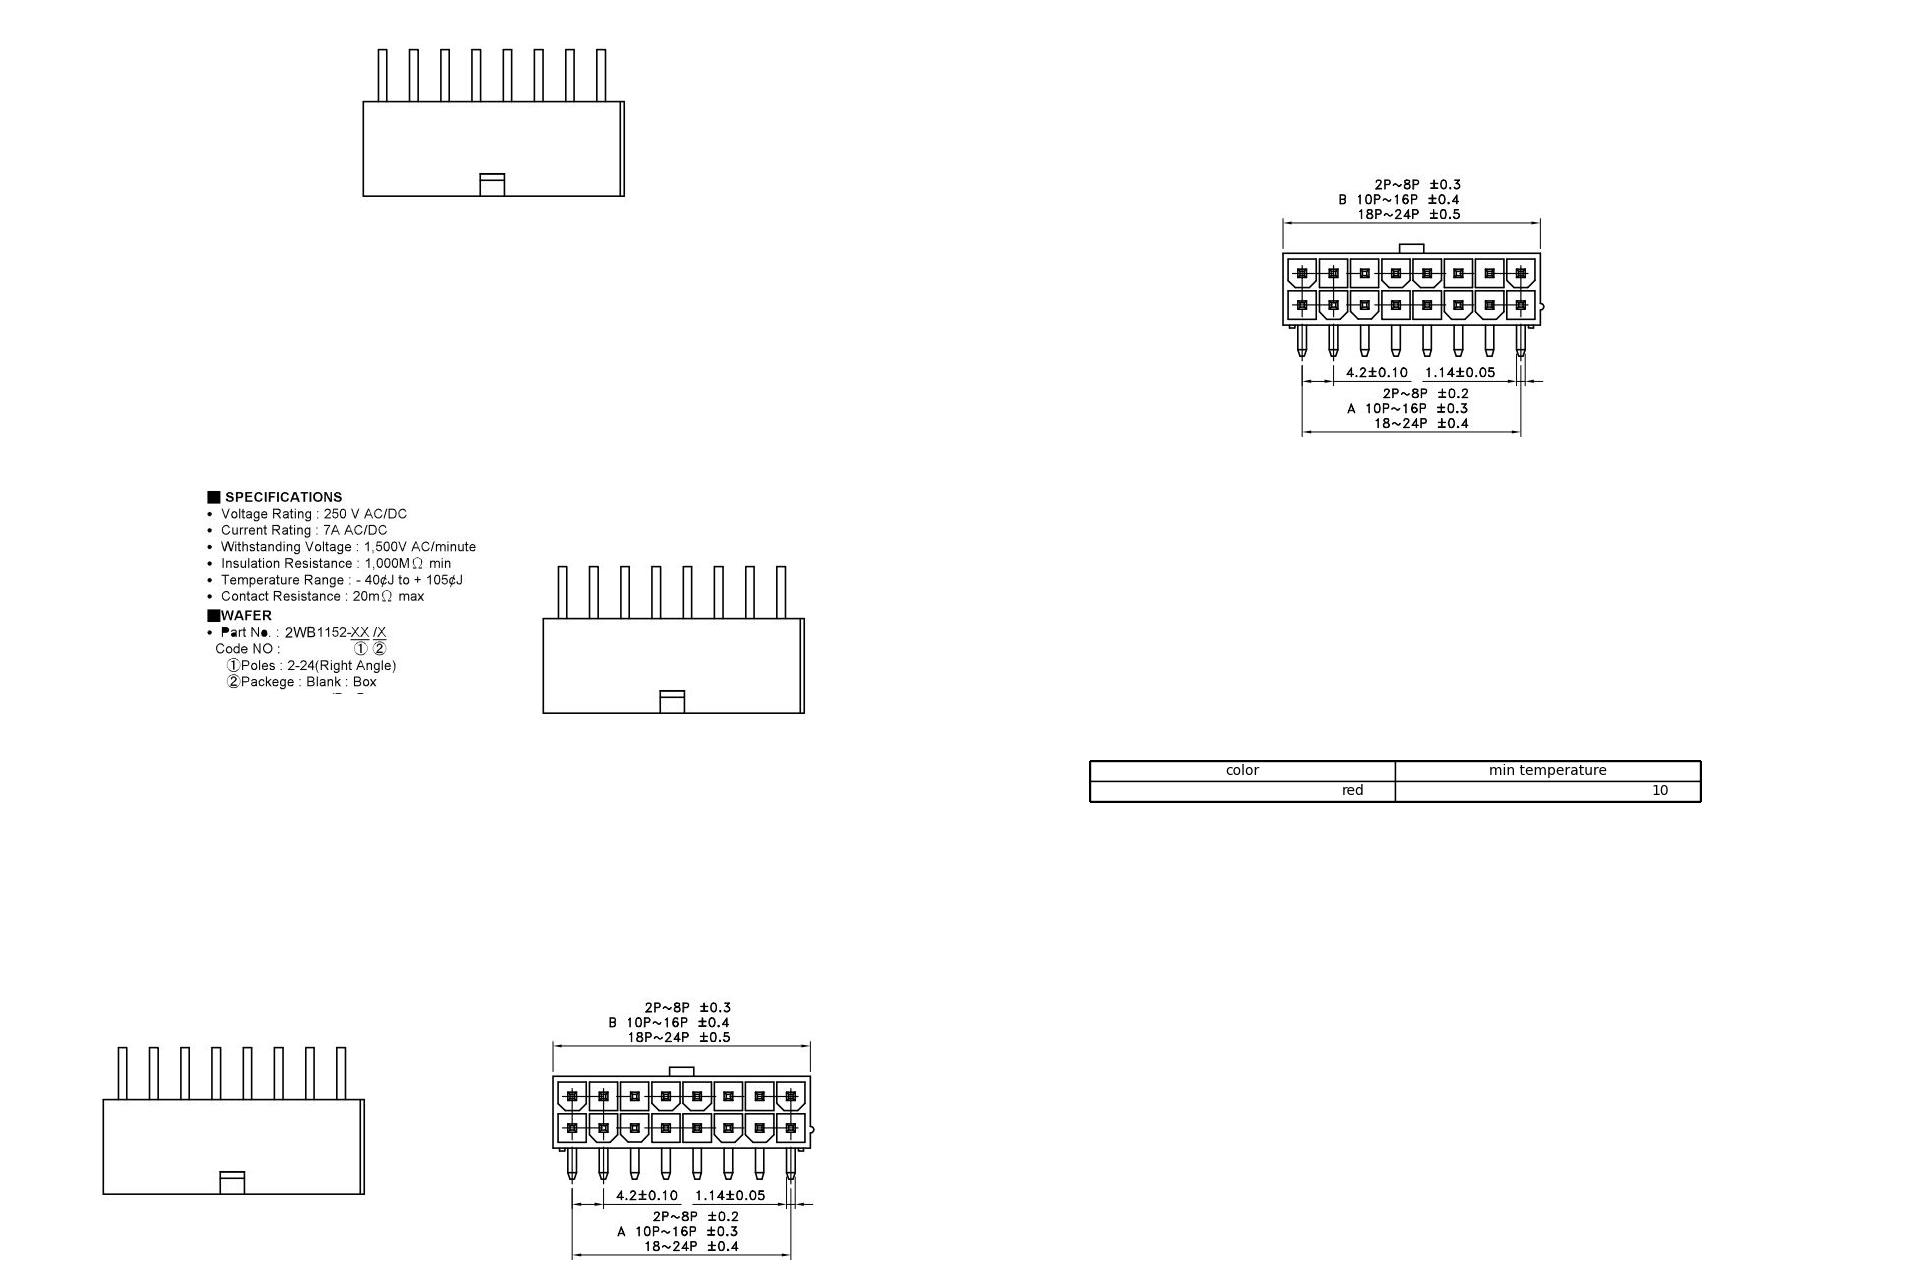 2P~8P ±0.3
B 10P~16P ±0.4
18P~24P ±0.5
4.2±0.10 1.14±0.05
2P~8P ±0.2
A 10P~16P ±0.3
18~24P ±0.4
■ SPECIFICATIONS
• Voltage Rating : 250 V AC/DC
• Current Rating : 7A AC/DC
• Withstanding Voltage : 1,500V AC/minute
• Insulation Resistance : 1,000MΩ min
• Temperature Range : - 40¢J to + 105¢J
• Contact Resistance : 20mΩ max
■WAFER
• Part No. : 2WB1152-XX /X
Code NO : ① ②
①Poles : 2-24(Right Angle)
②Packege : Blank : Box
color min temperature
red 10
2P~8P ±0.3
B 10P~16P ±0.4
18P~24P ±0.5
4.2±0.10 1.14±0.05
2P~8P ±0.2
A 10P~16P ±0.3
18~24P ±0.4